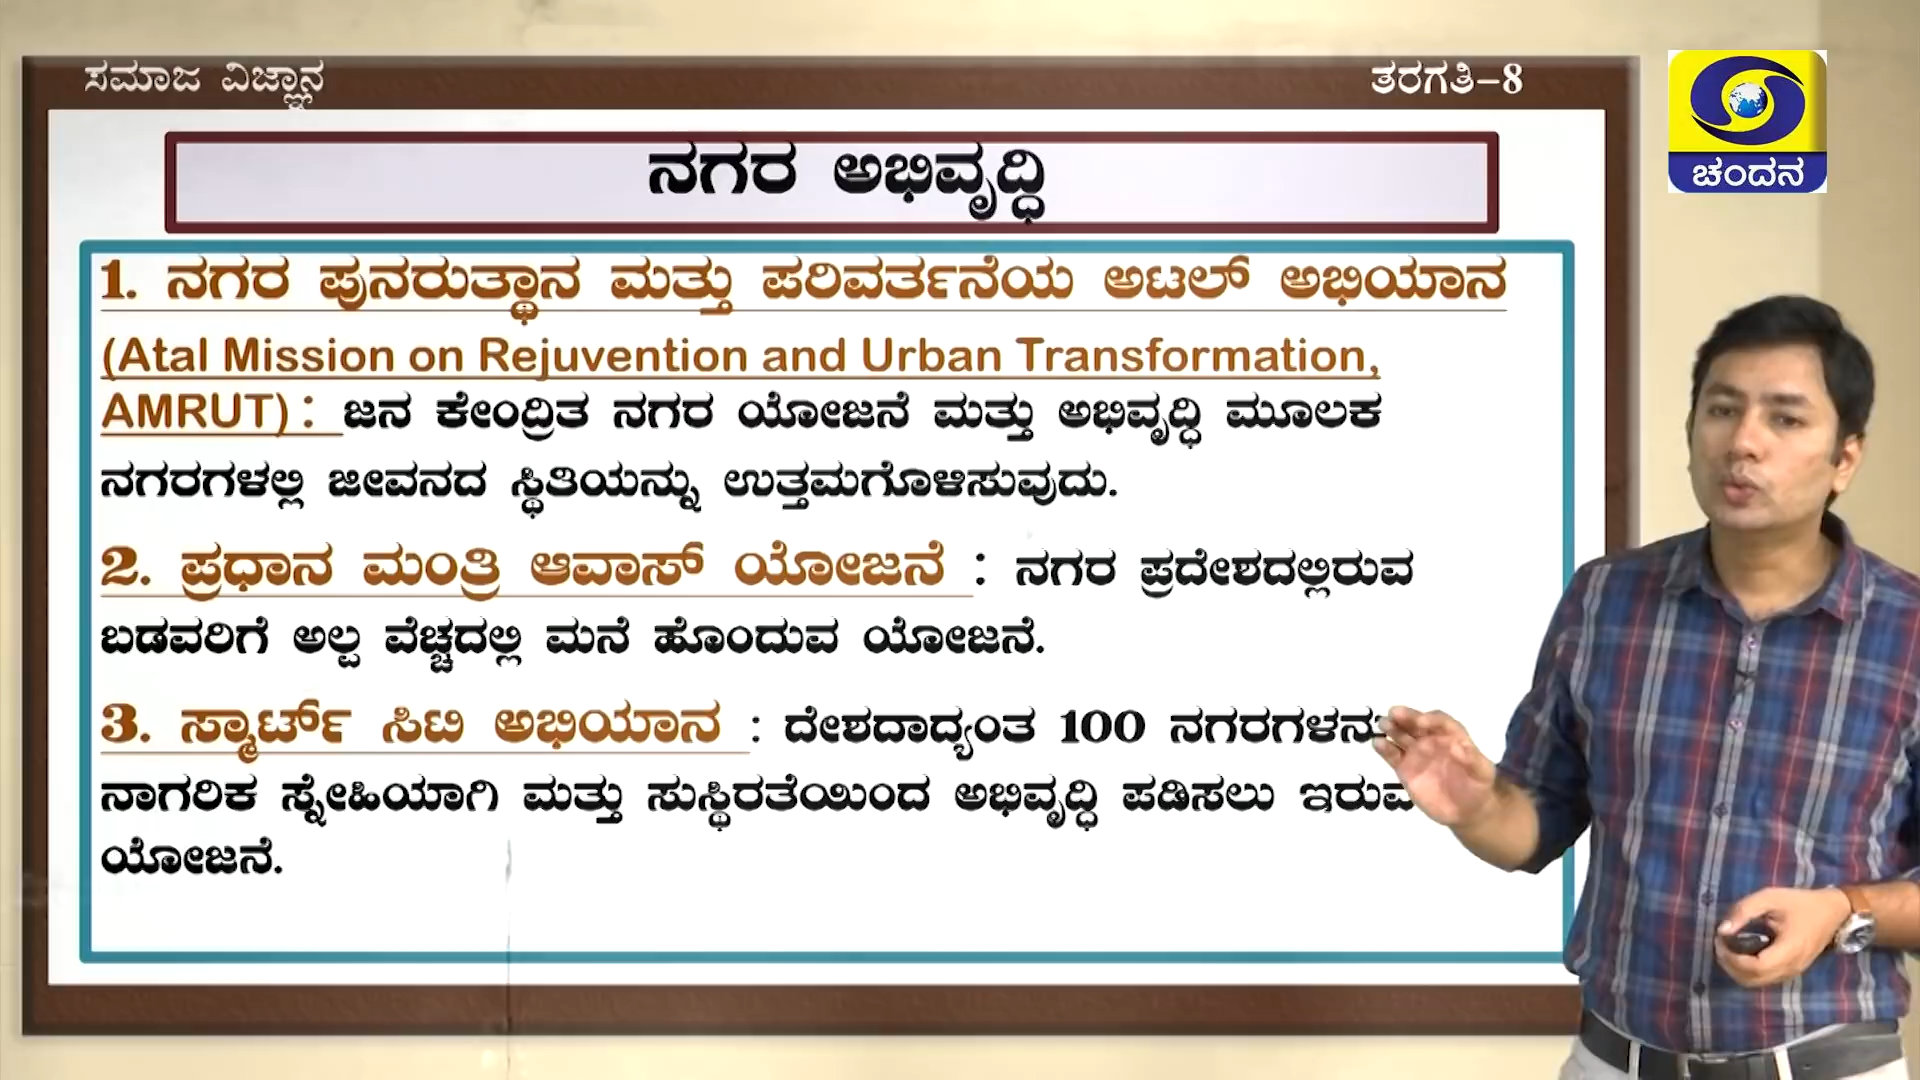 ಸಮಾಜ ವಿಜ್ಞಾನ
ತರಗತಿ-8
ಚಂದನ
ನಗರ ಅಭಿವೃದ್ಧಿ
1. ನಗರ ಪುನರುತ್ಥಾನ ಮತ್ತು ಪರಿವರ್ತನೆಯ ಅಟಲ್ ಅಭಿಯಾನ
(Atal Mission on Rejuvention and Urban Transformation,
AMRUT) : ಜನ ಕೇಂದ್ರಿತ ನಗರ ಯೋಜನೆ ಮತ್ತು ಅಭಿವೃದ್ಧಿ ಮೂಲಕ
ನಗರಗಳಲ್ಲಿ ಜೀವನದ ಸ್ಥಿತಿಯನ್ನು ಉತ್ತಮಗೊಳಿಸುವುದು.
2. ಪ್ರಧಾನ ಮಂತ್ರಿ ಆವಾಸ್ ಯೋಜನೆ : ನಗರ ಪ್ರದೇಶದಲ್ಲಿರುವ
ಬಡವರಿಗೆ ಅಲ್ಪ ವೆಚ್ಚದಲ್ಲಿ ಮನೆ ಹೊಂದುವ ಯೋಜನೆ.
3. ಸ್ಮಾರ್ಟ್ ಸಿಟಿ ಅಭಿಯಾನ : ದೇಶದಾದ್ಯಂತ 100
ನಾಗರಿಕ ಸ್ನೇಹಿಯಾಗಿ ಮತ್ತು ಸುಸ್ಥಿರತೆಯಿಂದ ಅಭಿವೃದ್ಧಿ ಪಡಿಸಲು
ಯೋಜನೆ.